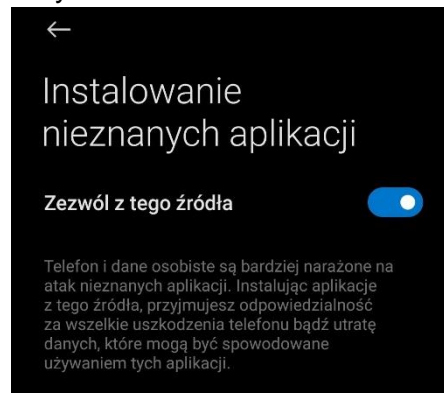 Instalowanie
nieznanych aplikacji
Zezwól z tego źródła
Telefon i dane osobiste są bardziej narażone na
atak nieznanych aplikacji. Instalując aplikacje
z tego źródła, przyjmujesz odpowiedzialność
za wszelkie uszkodzenia telefonu bądź utratę
danych, które mogą być spowodowane
używaniem tych aplikacji.